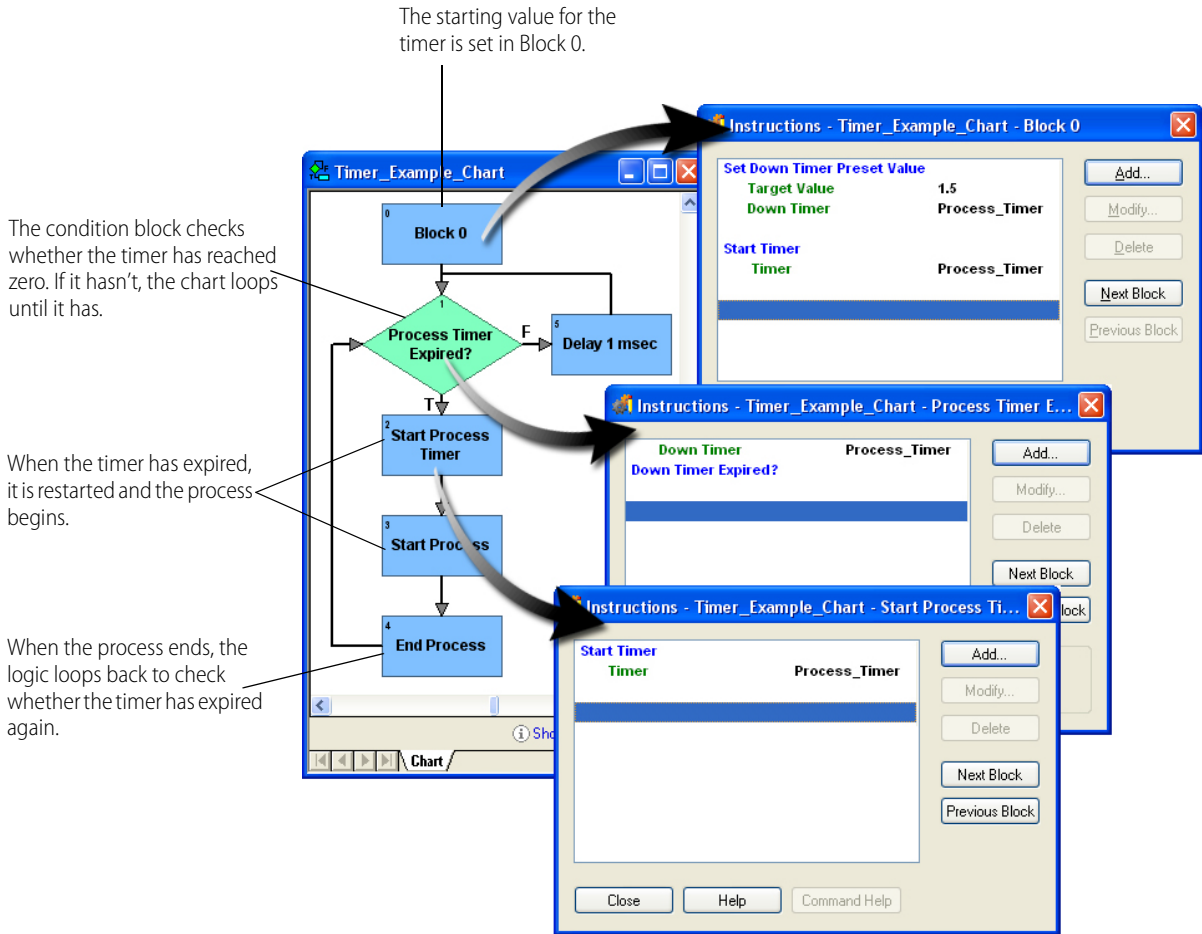 The starting value for the
timer is set in Block 0.
The condition block checks
whether the timer has reached
zero. If it hasn't, the chart loops
until it has.
When the timer has expired,
it is restarted and the process
begins.
When the process ends, the
logic loops back to check
whether the timer has expired
again.
Timer_Example_Chart
0
Block 0
1
Process Timer
Expired?
F
5
Delay 1 msec
T
2
Start Process
Timer
3
Start Process
4
End Process
Chart
Instructions - Timer_Example_Chart - Block 0
Set Down Timer Preset Value
Target Value 1.5
Down Timer Process_Timer
Start Timer
Timer Process_Timer
Add...
Modify...
Delete
Next Block
Previous Block
Instructions - Timer_Example_Chart - Process Timer E...
Down Timer Process_Timer
Down Timer Expired?
Add...
Modify...
Delete
Next Block
lock
Instructions - Timer_Example_Chart - Start Process Ti...
Start Timer
Timer Process_Timer
Add...
Modify...
Delete
Next Block
Previous Block
Close
Help
Command Help